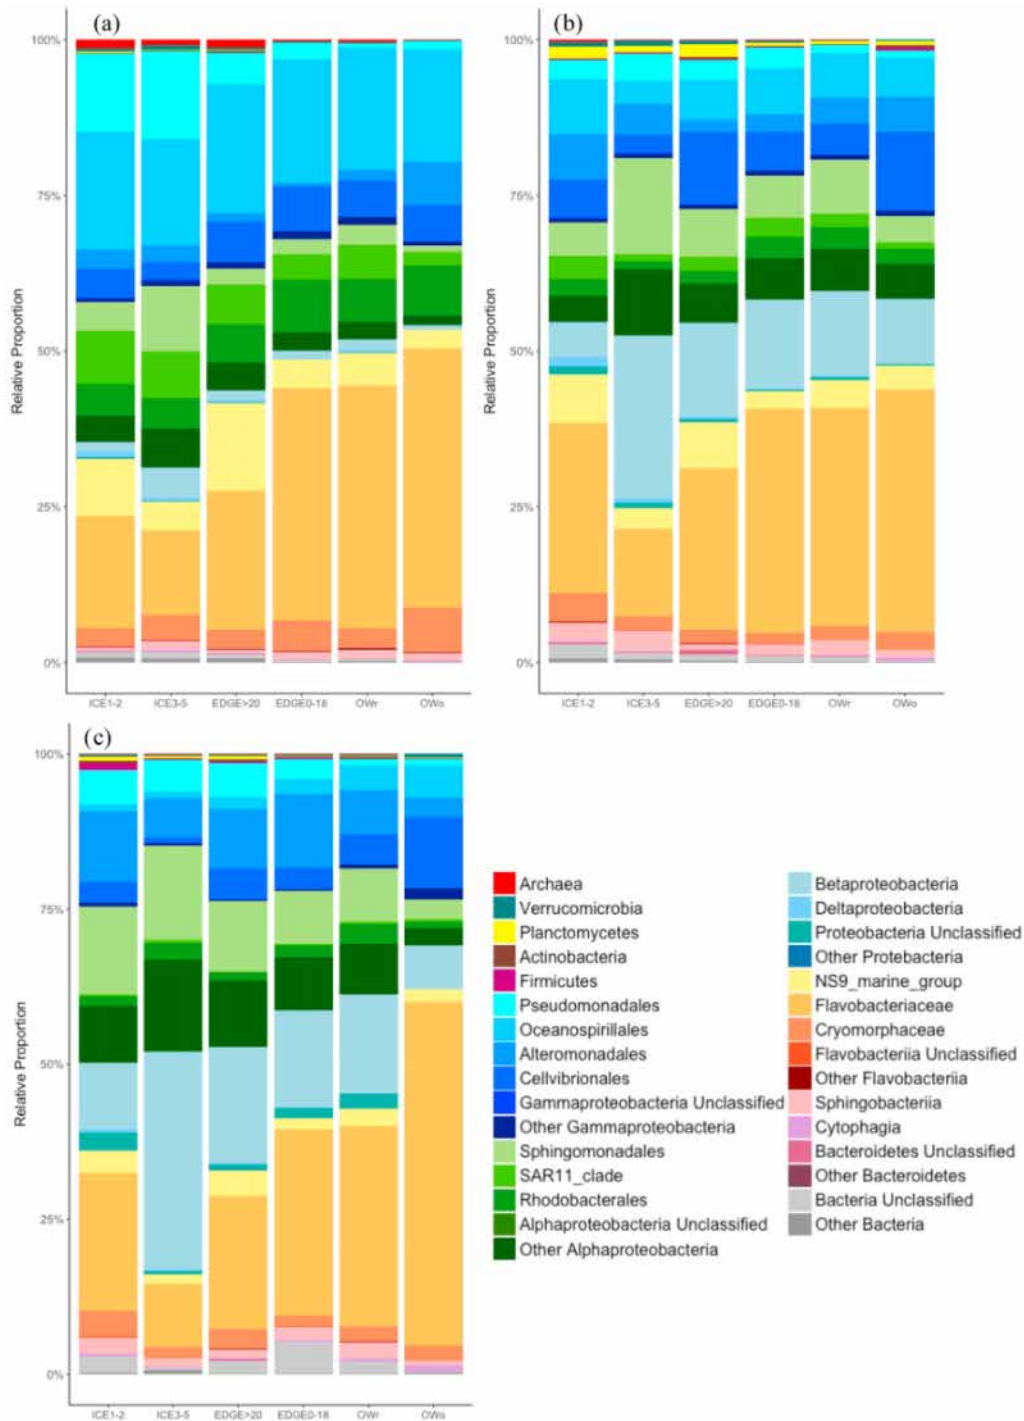 (a)
100%
75%
50%
25%
0%
Relative Proportion
ICE1-2 ICE3-5 EDGE>20 EDGE0-18 OWr OWo
(b)
100%
75%
50%
25%
0%
Relative Proportion
ICE1-2 ICE3-5 EDGE>20 EDGE0-18 OWr OWo
(c)
100%
75%
50%
25%
0%
Relative Proportion
ICE1-2 ICE3-5 EDGE>20 EDGE0-18 OWr OWo
Archaea
Verrucomicrobia
Planctomycetes
Actinobacteria
Firmicutes
Pseudomonadales
Oceanospirillales
Alteromonadales
Cellvibrionales
Gammaproteobacteria Unclassified
Other Gammaproteobacteria
Sphingomonadales
SAR11_clade
Rhodobacterales
Alphaproteobacteria Unclassified
Other Alphaproteobacteria
Betaproteobacteria
Deltaproteobacteria
Proteobacteria Unclassified
Other Protebacteria
NS9_marine_group
Flavobacteriaceae
Cryomorphaceae
Flavobacteriia Unclassified
Other Flavobacteriia
Sphingobacteriia
Cytophagia
Bacteroidetes Unclassified
Other Bacteroidetes
Bacteria Unclassified
Other Bacteria